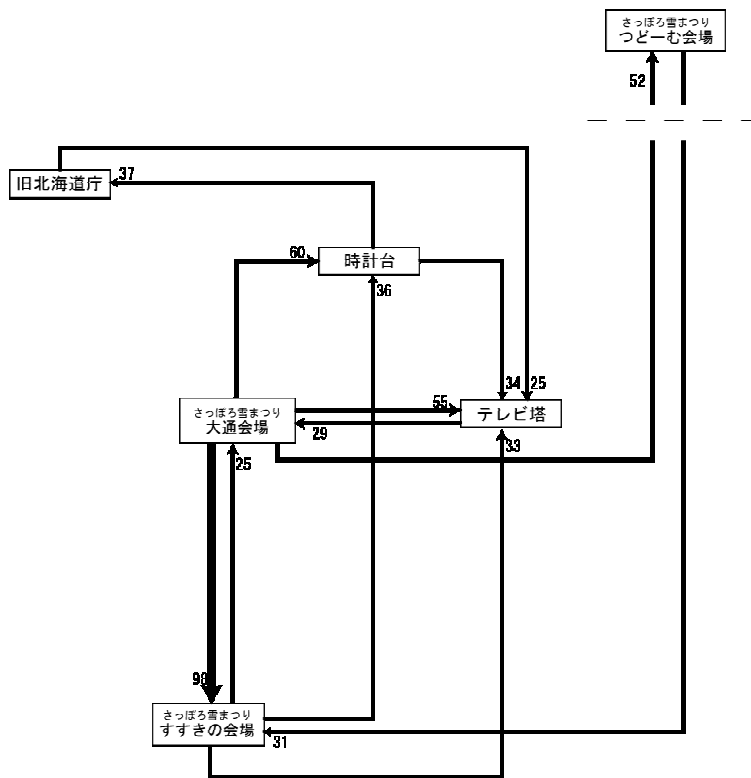 さっぽろ雪まつり
つどーむ会場
52
37
旧北海道庁
60
時計台
36
34
25
さっぽろ雪まつり
大通会場
55
テレビ塔
29
33
25
さっぽろ雪まつり
すすきの会場
31